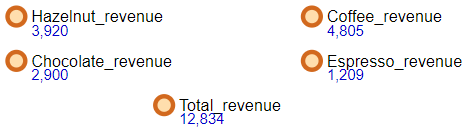 Hazelnut_revenue
3,920
Coffee_revenue
4,805
Chocolate_revenue
2,900
Espresso_revenue
1,209
Total_revenue
12,834